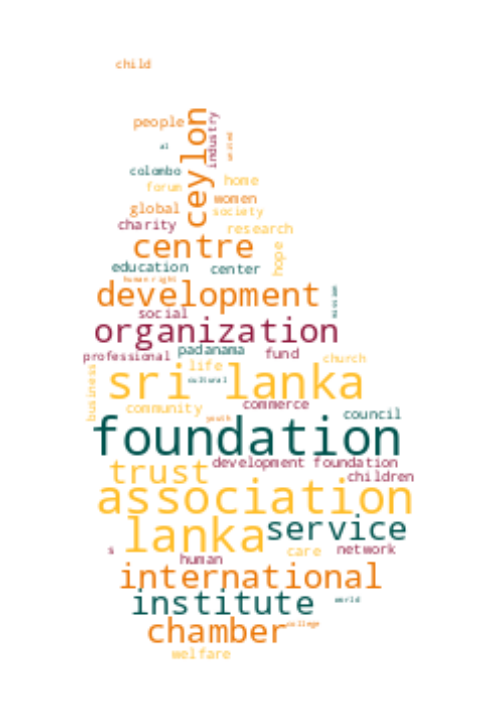 child
people
ceylon
industry
united
al
colombo
forum
home
women
global
society
charity
research
centre
hope
education
center
human right
development
mission
social
organization
professional
padanama
fund
church
life
business
cultural
sri lanka
community
commerce
youth
council
foundation
trust
development foundation
children
association
lanka
service
s
human
care
network
international
institute
world
chamber
college
welfare